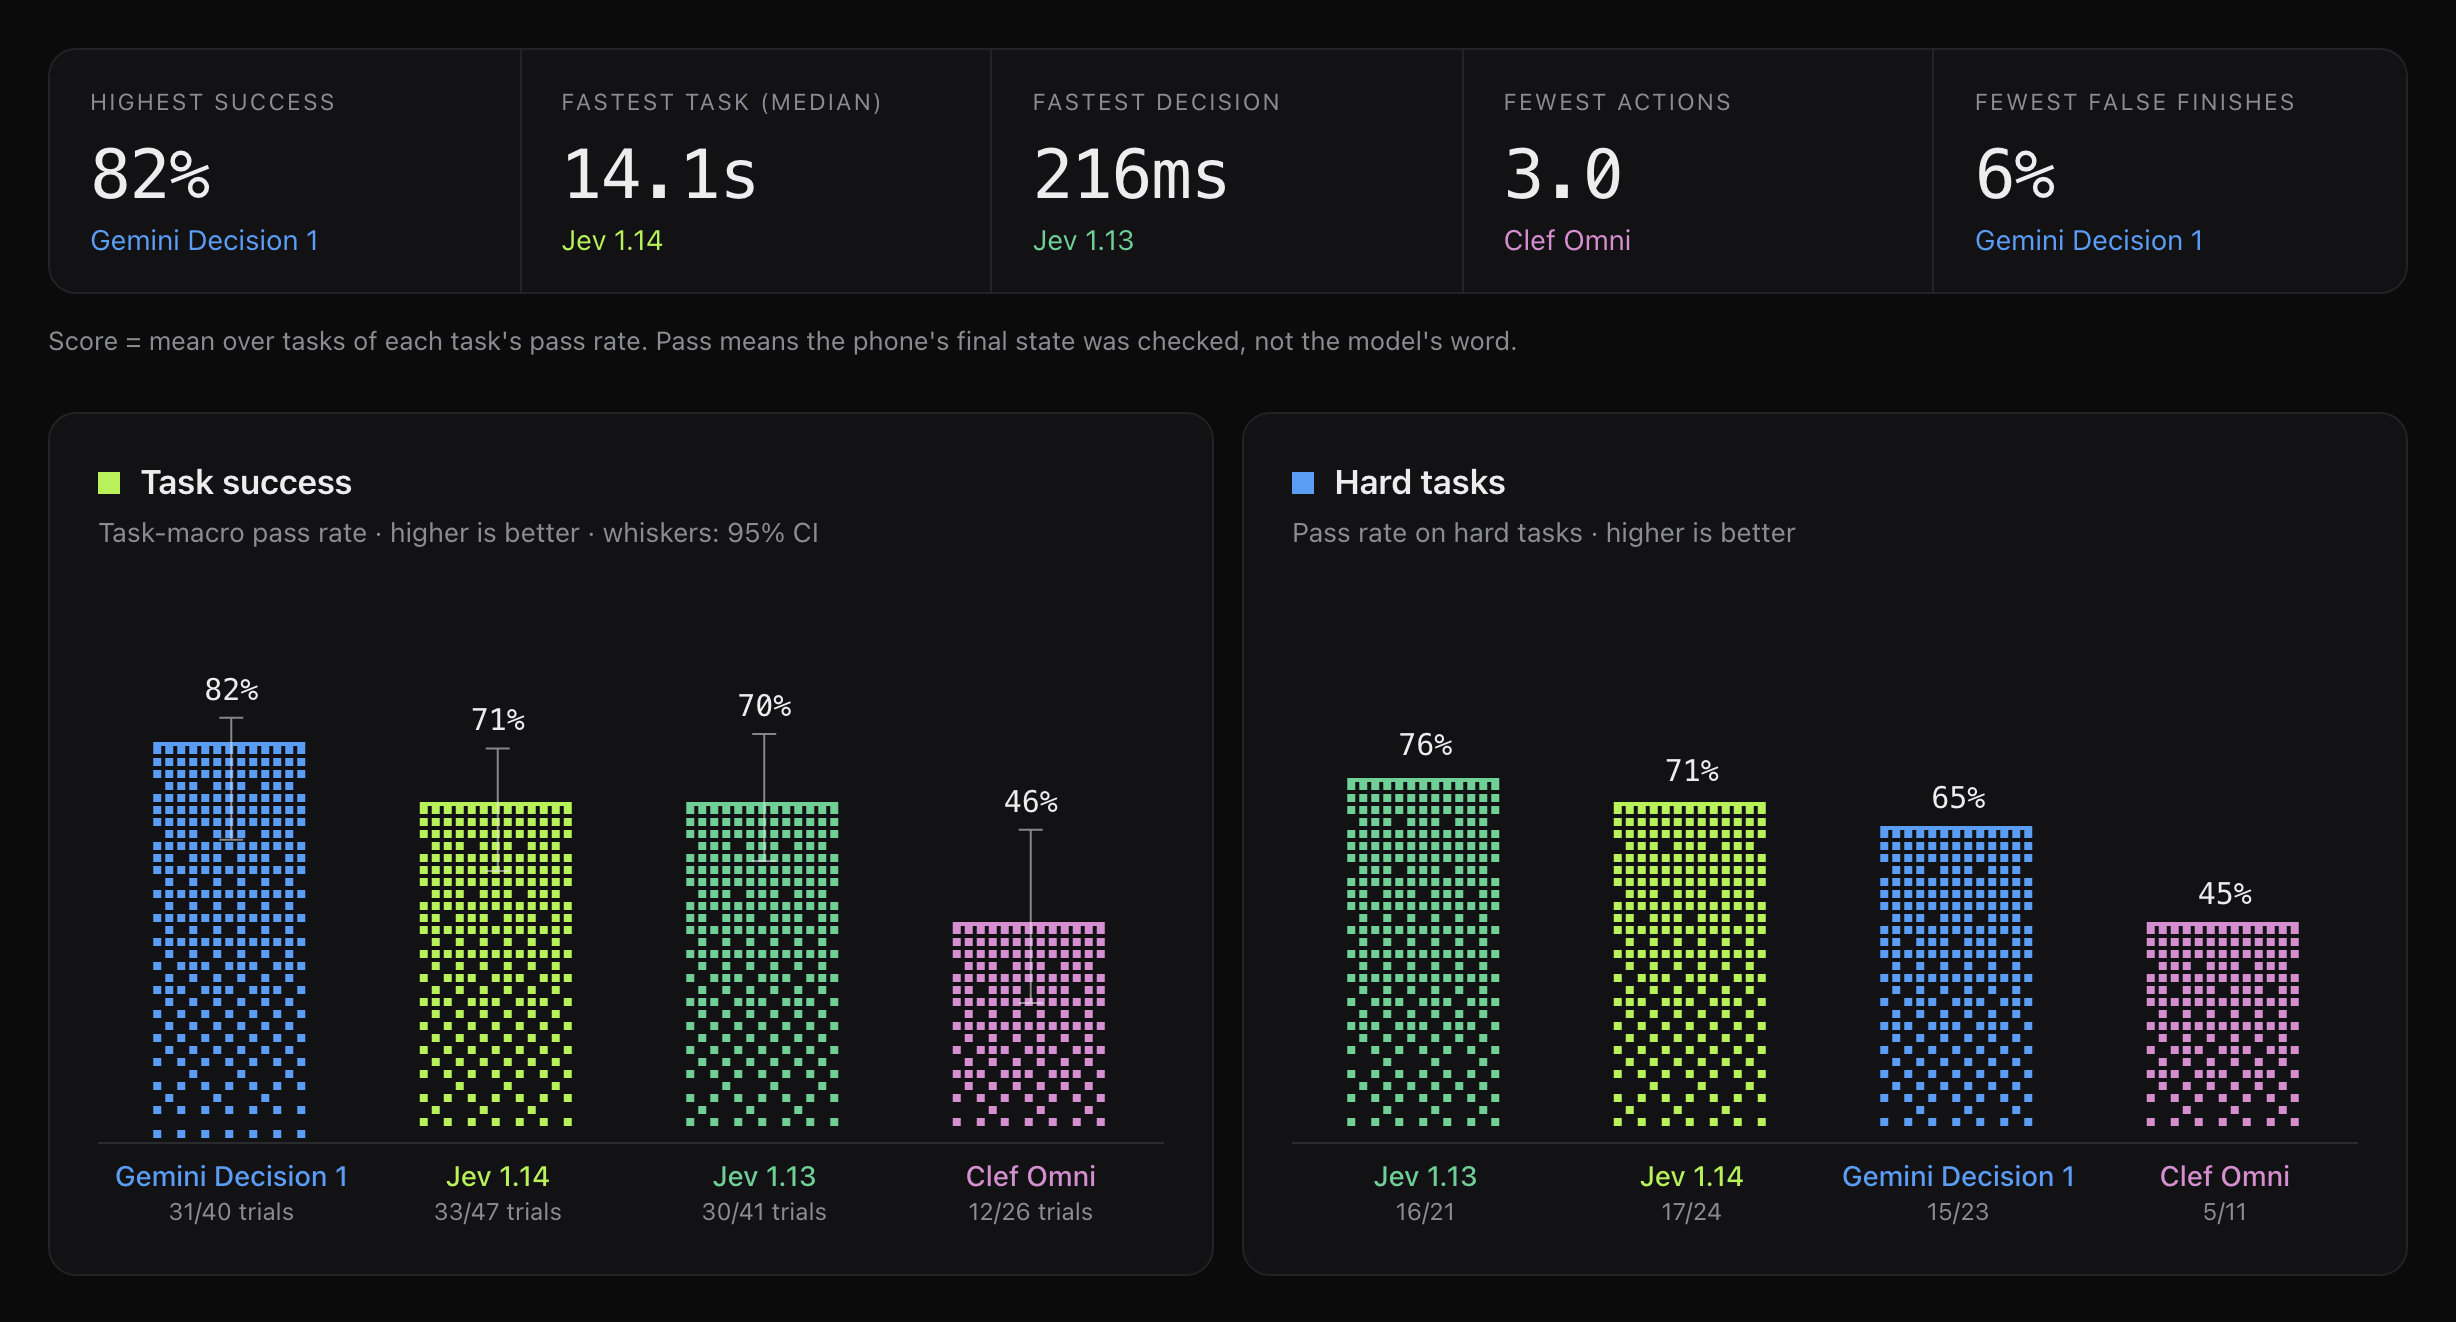 HIGHEST SUCCESS
82%
Gemini Decision 1
FASTEST TASK (MEDIAN)
14.1s
Jev 1.14
FASTEST DECISION
216ms
Jev 1.13
FEWEST ACTIONS
3.0
Clef Omni
FEWEST FALSE FINISHES
6%
Gemini Decision 1
Score = mean over tasks of each task's pass rate. Pass means the phone's final state was checked, not the model's word.
Task success
Task-macro pass rate · higher is better · whiskers: 95% CI
82%
71%
70%
46%
Gemini Decision 1
31/40 trials
Jev 1.14
33/47 trials
Jev 1.13
30/41 trials
Clef Omni
12/26 trials
Hard tasks
Pass rate on hard tasks · higher is better
76%
71%
65%
45%
Jev 1.13
16/21
Jev 1.14
17/24
Gemini Decision 1
15/23
Clef Omni
5/11